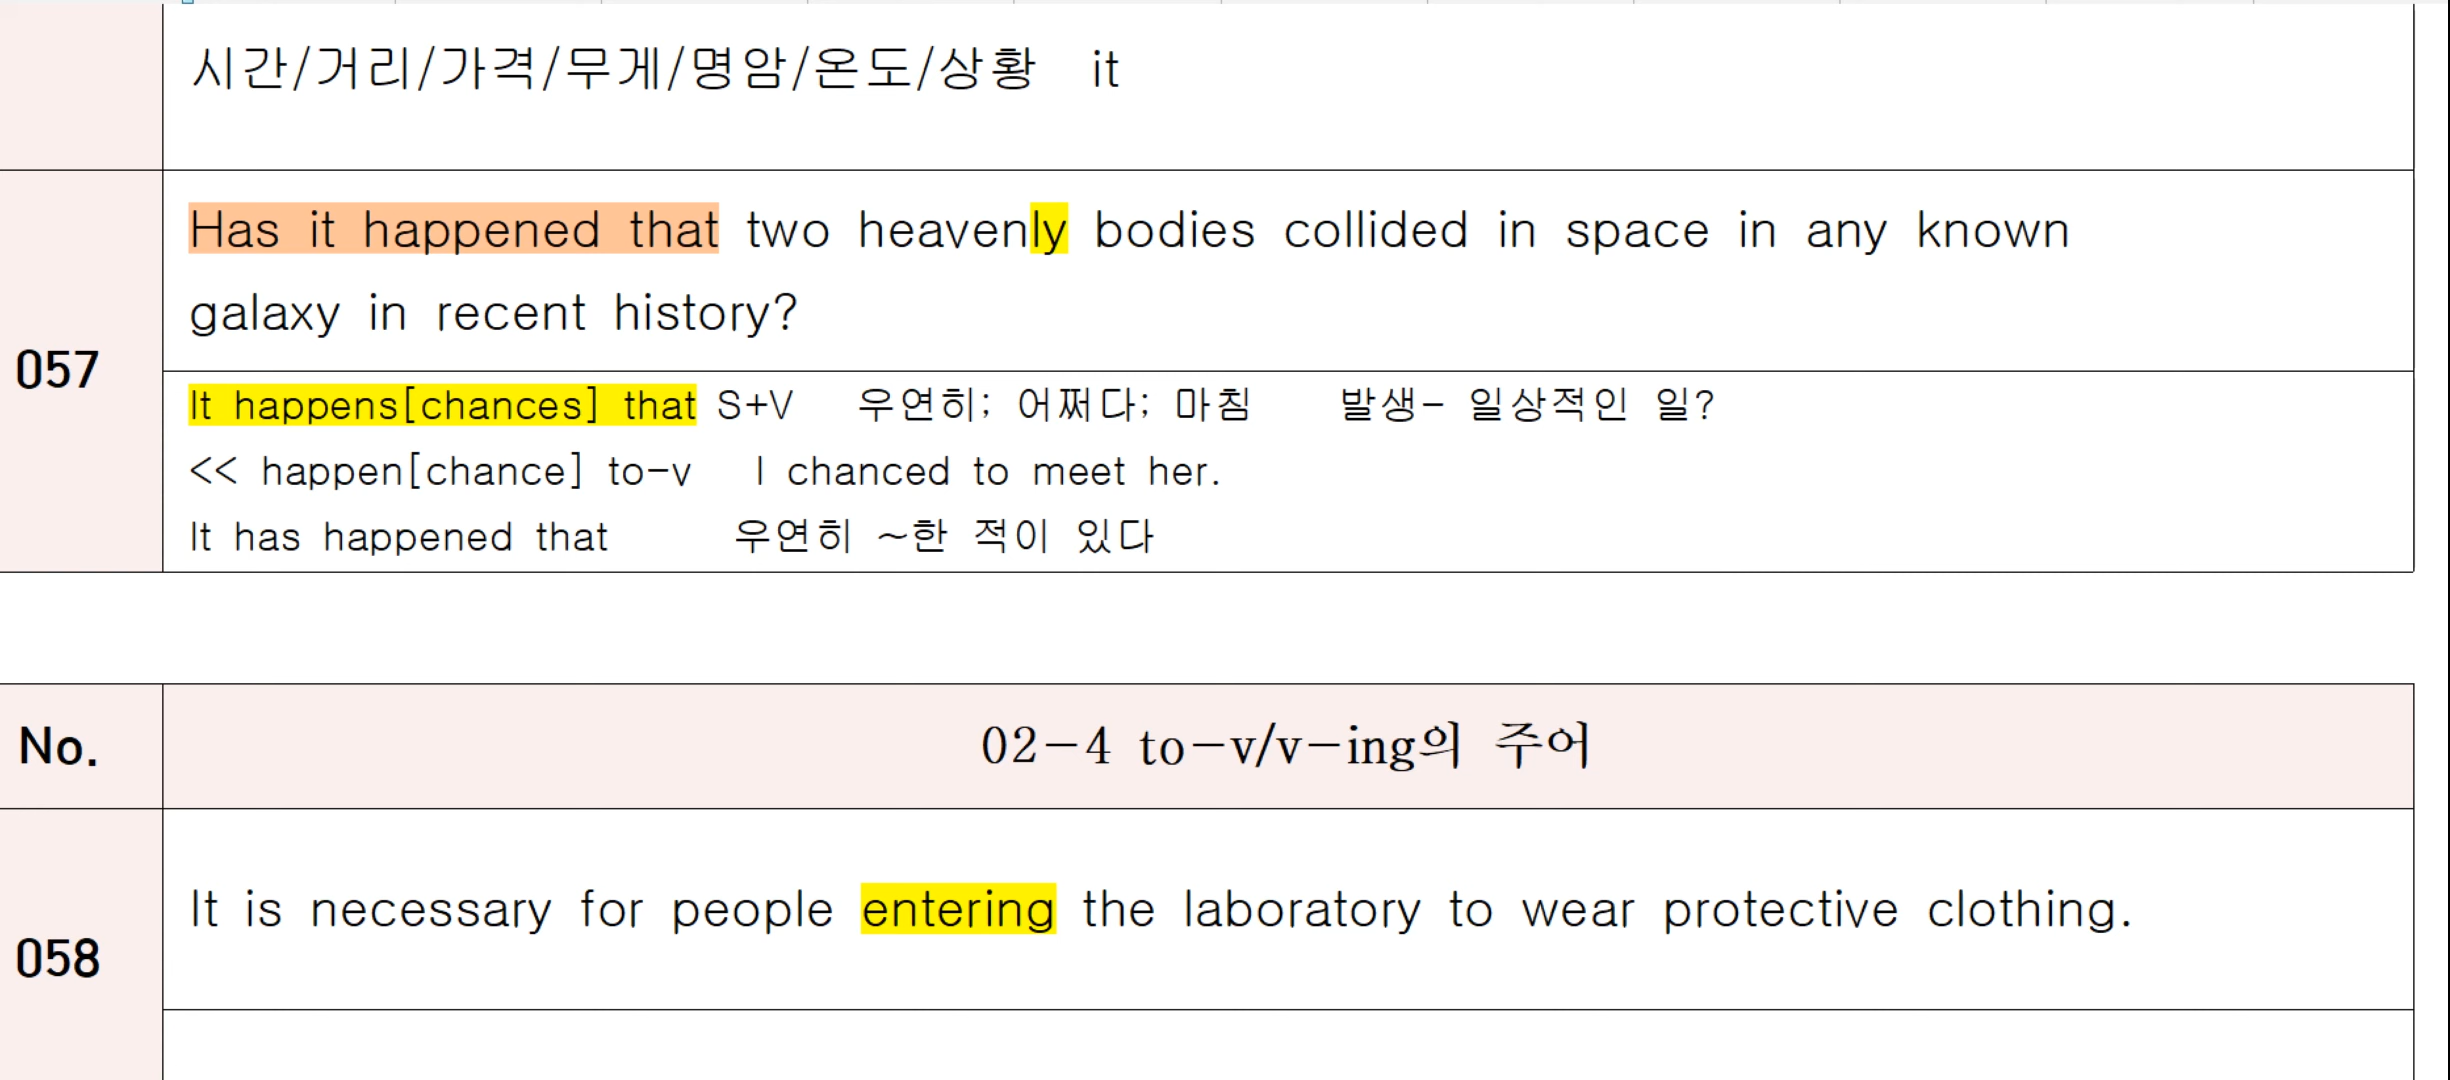 시간/거리/가격/무게/명암/온도/상황 it
057
Has it happened that two heavenly bodies collided in space in any known
galaxy in recent history?
It happens[chances] that S+V 우연히; 어쩌다; 마침 발생- 일상적인 일?
<< happen[chance] to-v I chanced to meet her.
It has happened that 우연히 ~한 적이 있다
No. 02-4 to-v/v-ing의 주어
058
It is necessary for people entering the laboratory to wear protective clothing.